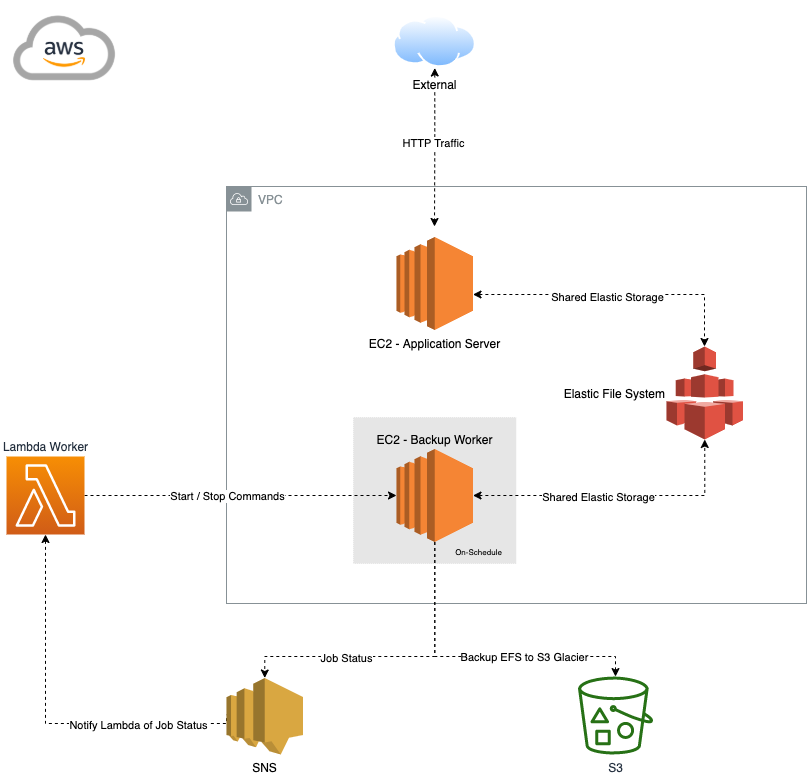 aws
External
HTTP Traffic
VPC
Shared Elastic Storage
EC2 - Application Server
Elastic File System
EC2 - Backup Worker
Lambda Worker
Start / Stop Commands
Shared Elastic Storage
On-Schedule
Job Status
Backup EFS to S3 Glacier
Notify Lambda of Job Status
SNS
S3